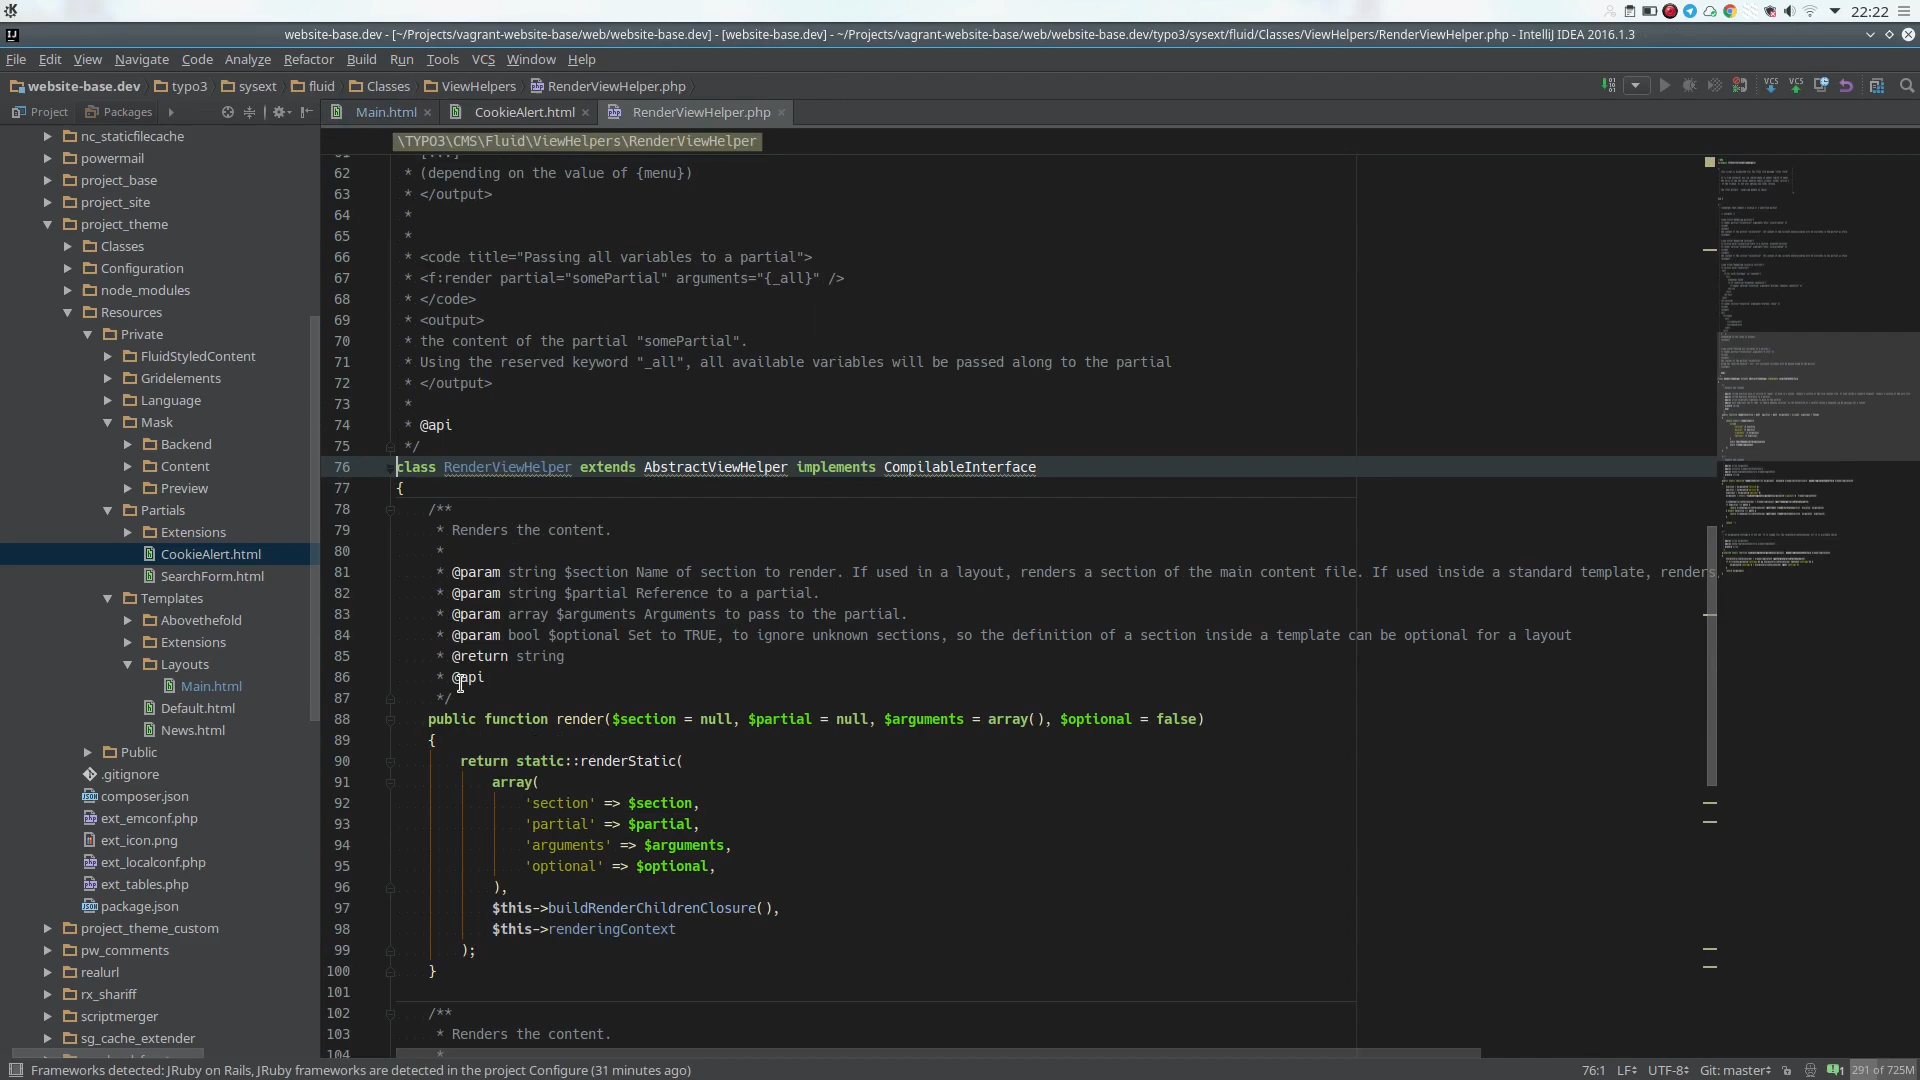 22:22
website-base.dev - [~/Projects/vagrant-website-base/web/website-base.dev] - [website-base.dev] - ~/Projects/vagrant-website-base/web/website-base.dev/typo3/sysext/fluid/Classes/ViewHelpers/RenderViewHelper.php - IntelliJ IDEA 2016.1.3
File Edit View Navigate Code Analyze Refactor Build Run Tools VCS Window Help
website-base.dev typo3 sysext fluid Classes ViewHelpers RenderViewHelper.php VCS VCS
Project Packages Main.html CookieAlert.html RenderViewHelper.php
nc_staticfilecache
powermail
project_base
project_site
project_theme
Classes
Configuration
node_modules
Resources
Private
FluidStyledContent
Gridelements
Language
Mask
Backend
Content
Preview
Partials
Extensions
CookieAlert.html
SearchForm.html
Templates
Abovethefold
Extensions
Layouts
Main.html
Default.html
News.html
Public
.gitignore
composer.json
ext_emconf.php
ext_icon.png
ext_localconf.php
ext_tables.php
package.json
project_theme_custom
pw_comments
realurl
rx_shariff
scriptmerger
sg_cache_extender
\TYPO3\CMS\Fluid\ViewHelpers\RenderViewHelper
62 * (depending on the value of {menu})
63 * </output>
64 *
65 *
66 * <code title="Passing all variables to a partial">
67 * <f:render partial="somePartial" arguments="{_all}" />
68 * </code>
69 * <output>
70 * the content of the partial "somePartial".
71 * Using the reserved keyword "_all", all available variables will be passed along to the partial
72 * </output>
73 *
74 * @api
75 */
76 class RenderViewHelper extends AbstractViewHelper implements CompilableInterface
77 {
78 /**
79 * Renders the content.
80 *
81 * @param string $section Name of section to render. If used in a layout, renders a section of the main content file. If used inside a standard template, renders
82 * @param string $partial Reference to a partial.
83 * @param array $arguments Arguments to pass to the partial.
84 * @param bool $optional Set to TRUE, to ignore unknown sections, so the definition of a section inside a template can be optional for a layout
85 * @return string
86 * @api
87 */
88 public function render($section = null, $partial = null, $arguments = array(), $optional = false)
89 {
90 return static::renderStatic(
91 array(
92 'section' => $section,
93 'partial' => $partial,
94 'arguments' => $arguments,
95 'optional' => $optional,
96 ),
97 $this->buildRenderChildrenClosure(),
98 $this->renderingContext
99 );
100 }
101
102 /**
103 * Renders the content.
104 *
Frameworks detected: JRuby on Rails, JRuby frameworks are detected in the project Configure (31 minutes ago)
76:1 LF UTF-8 Git: master 1 291 of 725M